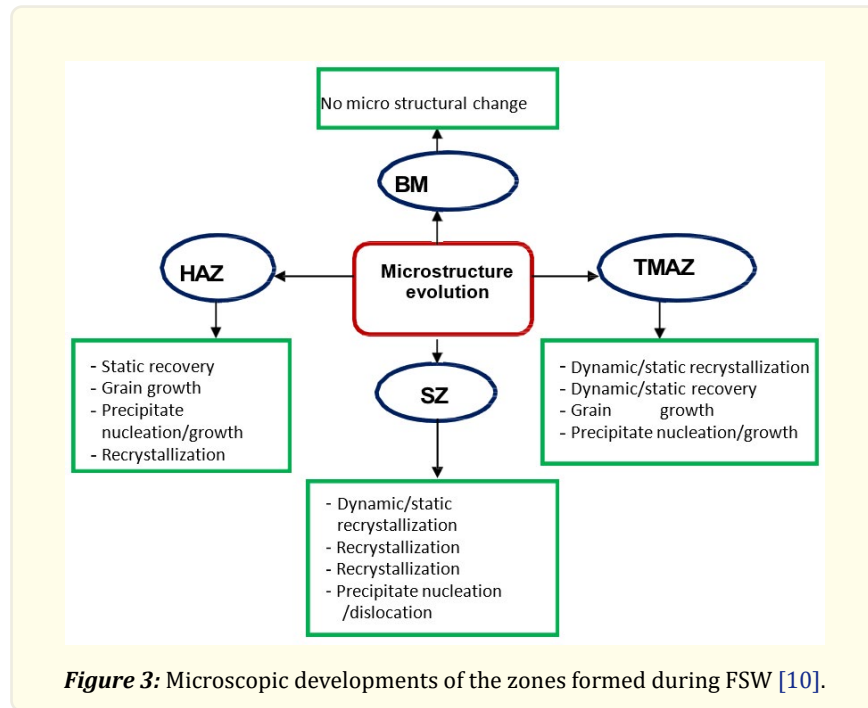 No micro structural change
BM
HAZ
Microstructure
evolution
TMAZ
- Static recovery
- Grain growth
- Precipitate
nucleation/growth
- Recrystallization
SZ
- Dynamic/static recrystallization
- Dynamic/static recovery
- Grain growth
- Precipitate nucleation/growth
- Dynamic/static
recrystallization
- Recrystallization
- Recrystallization
- Precipitate nucleation
/dislocation
Figure 3: Microscopic developments of the zones formed during FSW [10].